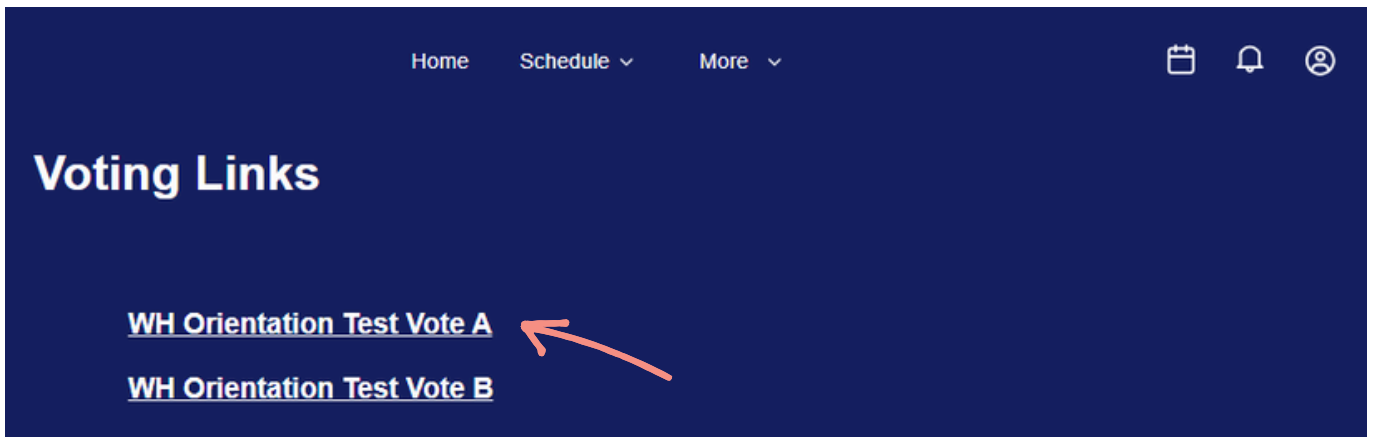 Home Schedule More
Voting Links
WH Orientation Test Vote A
WH Orientation Test Vote B